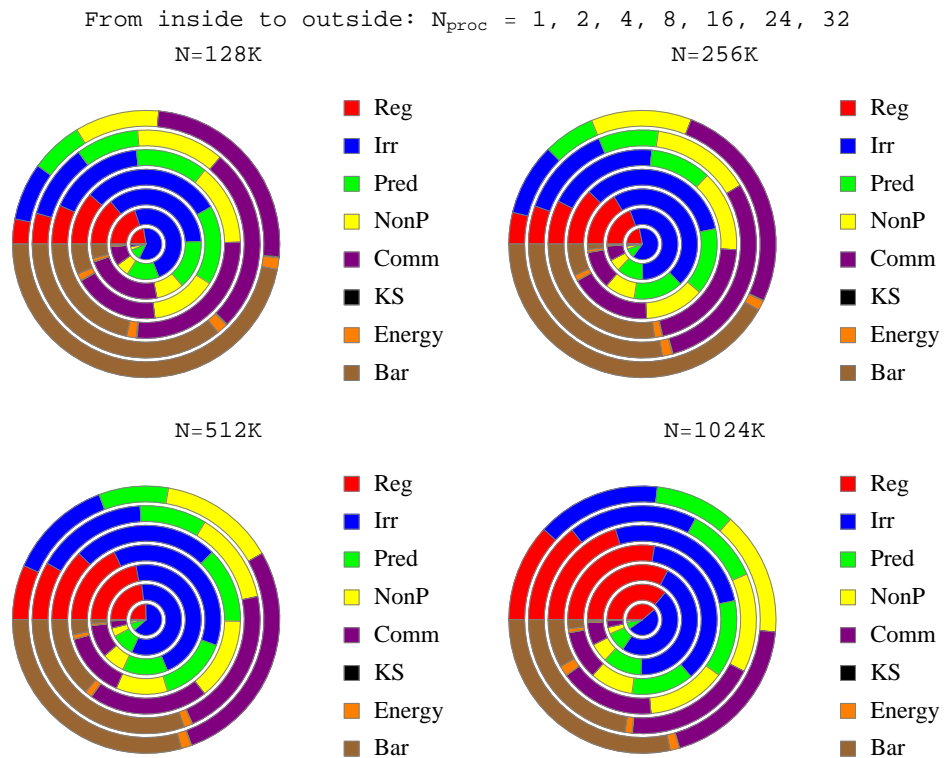 From inside to outside: Nproc = 1, 2, 4, 8, 16, 24, 32
N=128K N=256K
Reg Reg
Irr Irr
Pred Pred
NonP NonP
Comm Comm
KS KS
Energy Energy
Bar Bar
N=512K N=1024K
Reg Reg
Irr Irr
Pred Pred
NonP NonP
Comm Comm
KS KS
Energy Energy
Bar Bar